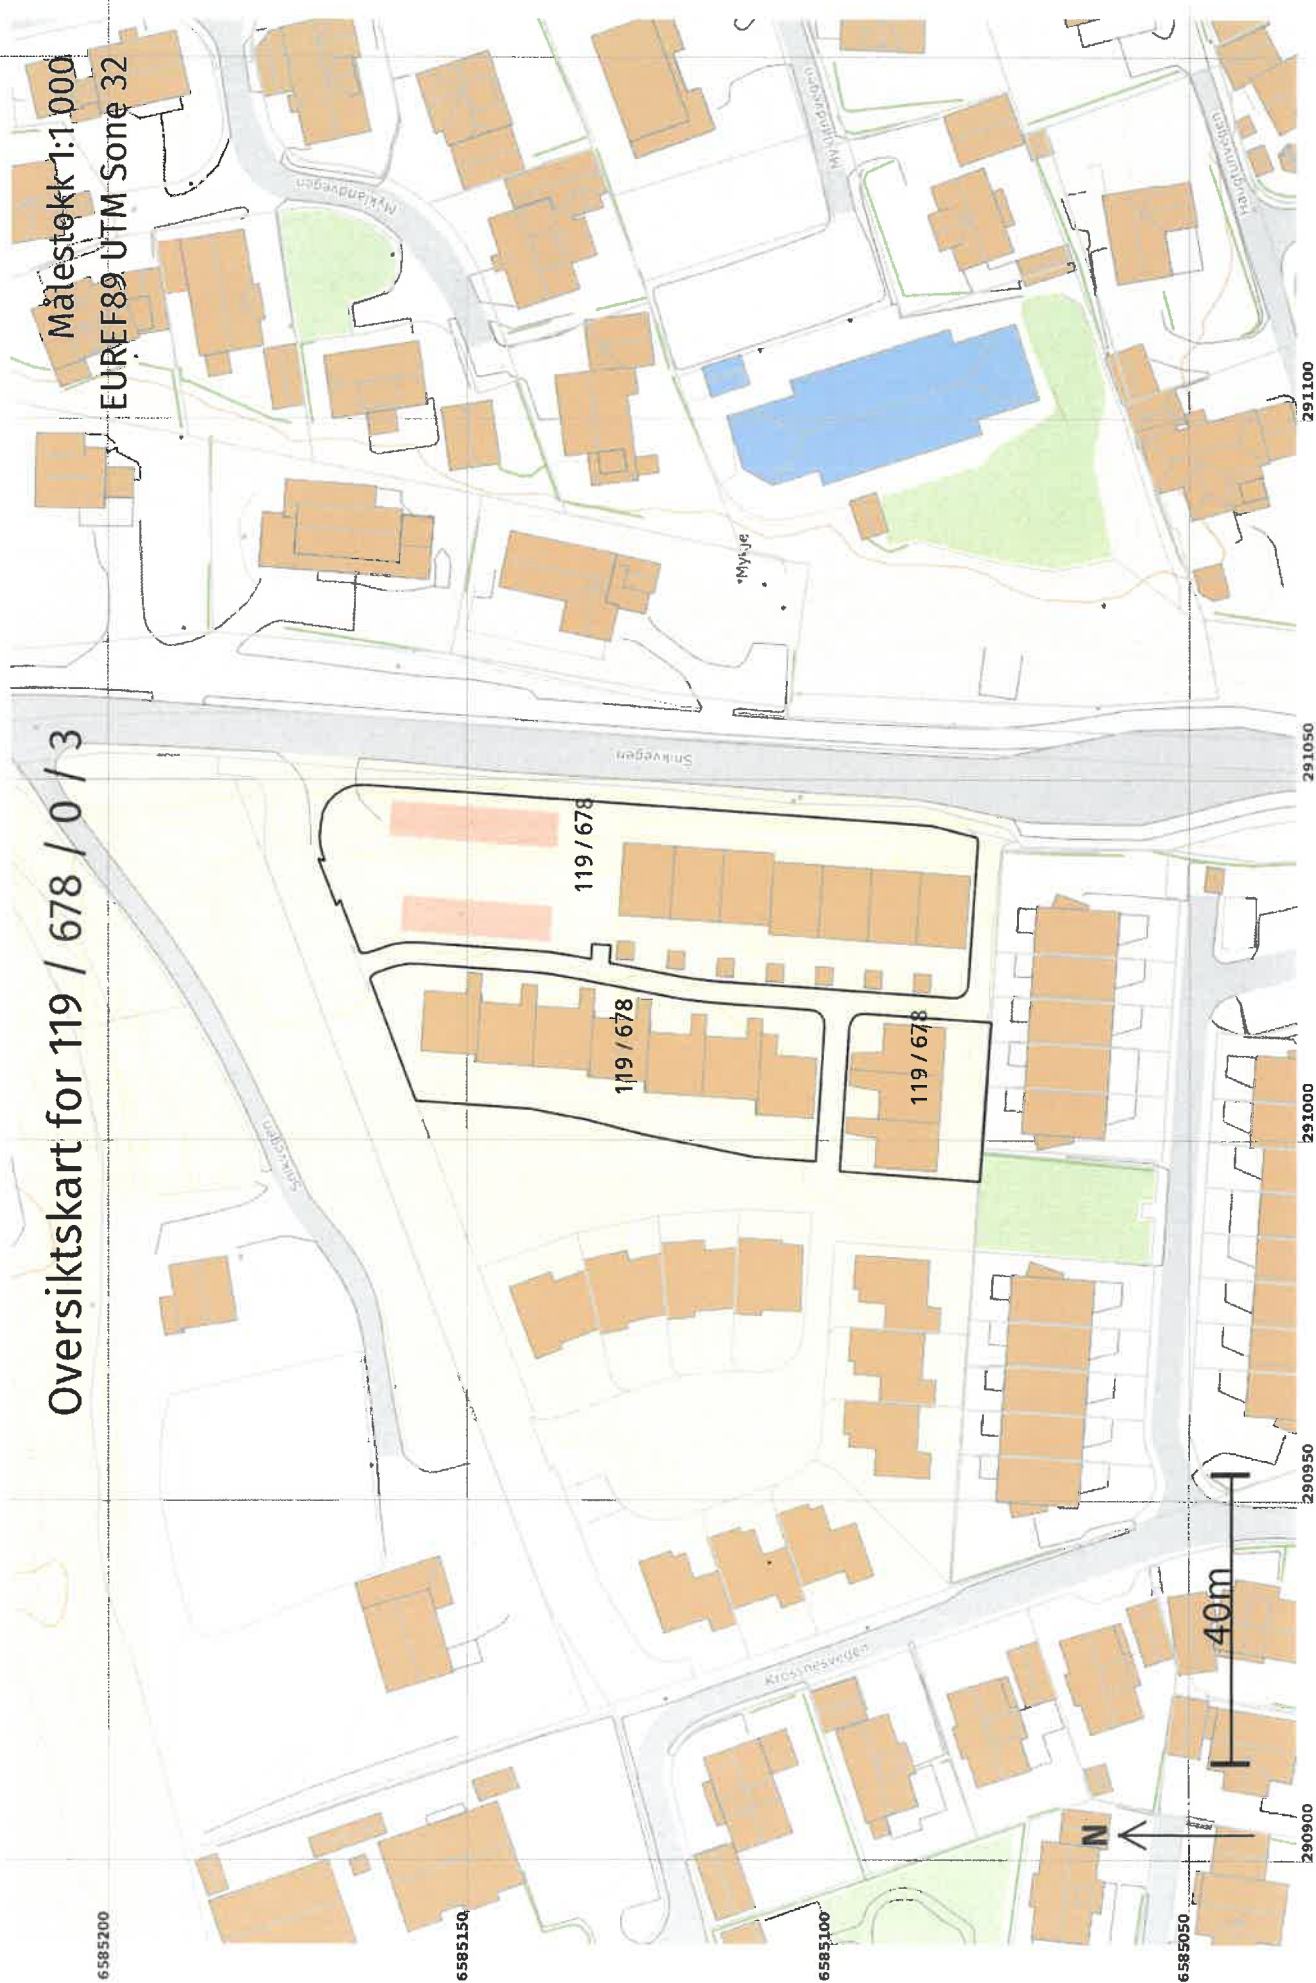 Oversiktskart for 119 / 678 / 0 / 3
Målestokk 1:1 000
EUREF89 UTM Sone 32
6585200
6585150
6585100
6585050
290900
290950
291000
291050
291100
Snikvegen
Snikvegen
Krossnesvegen
Myklandvegen
Myklandvegen
119 / 678
119 / 678
119 / 678
N
40m